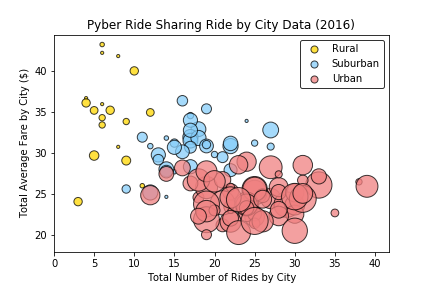 Pyber Ride Sharing Ride by City Data (2016)
Total Average Fare by City ($)
40
35
30
25
20
Rural
Suburban
Urban
0 5 10 15 20 25 30 35 40
Total Number of Rides by City